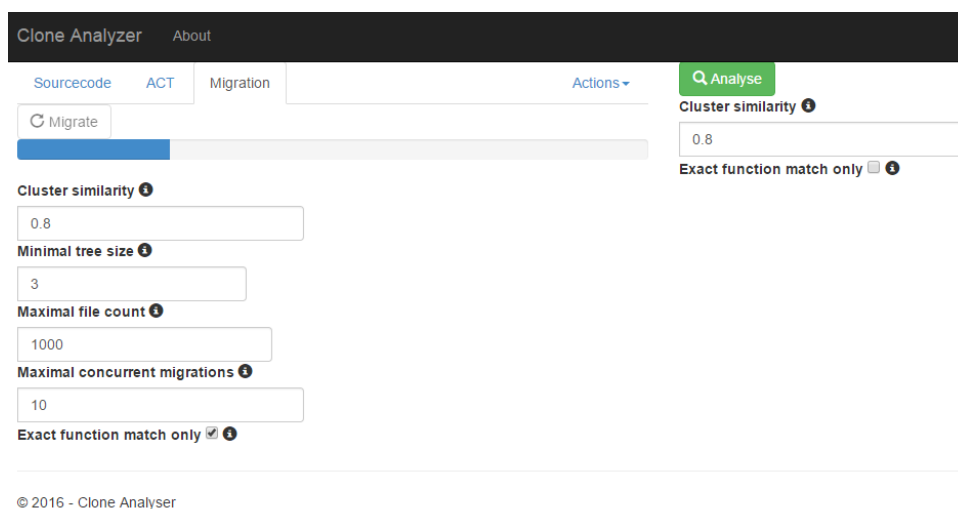 Clone Analyzer About
Sourcecode ACT Migration Actions
Migrate
Cluster similarity
0.8
Minimal tree size
3
Maximal file count
1000
Maximal concurrent migrations
10
Exact function match only
Analyse
Cluster similarity
0.8
Exact function match only
© 2016 - Clone Analyser